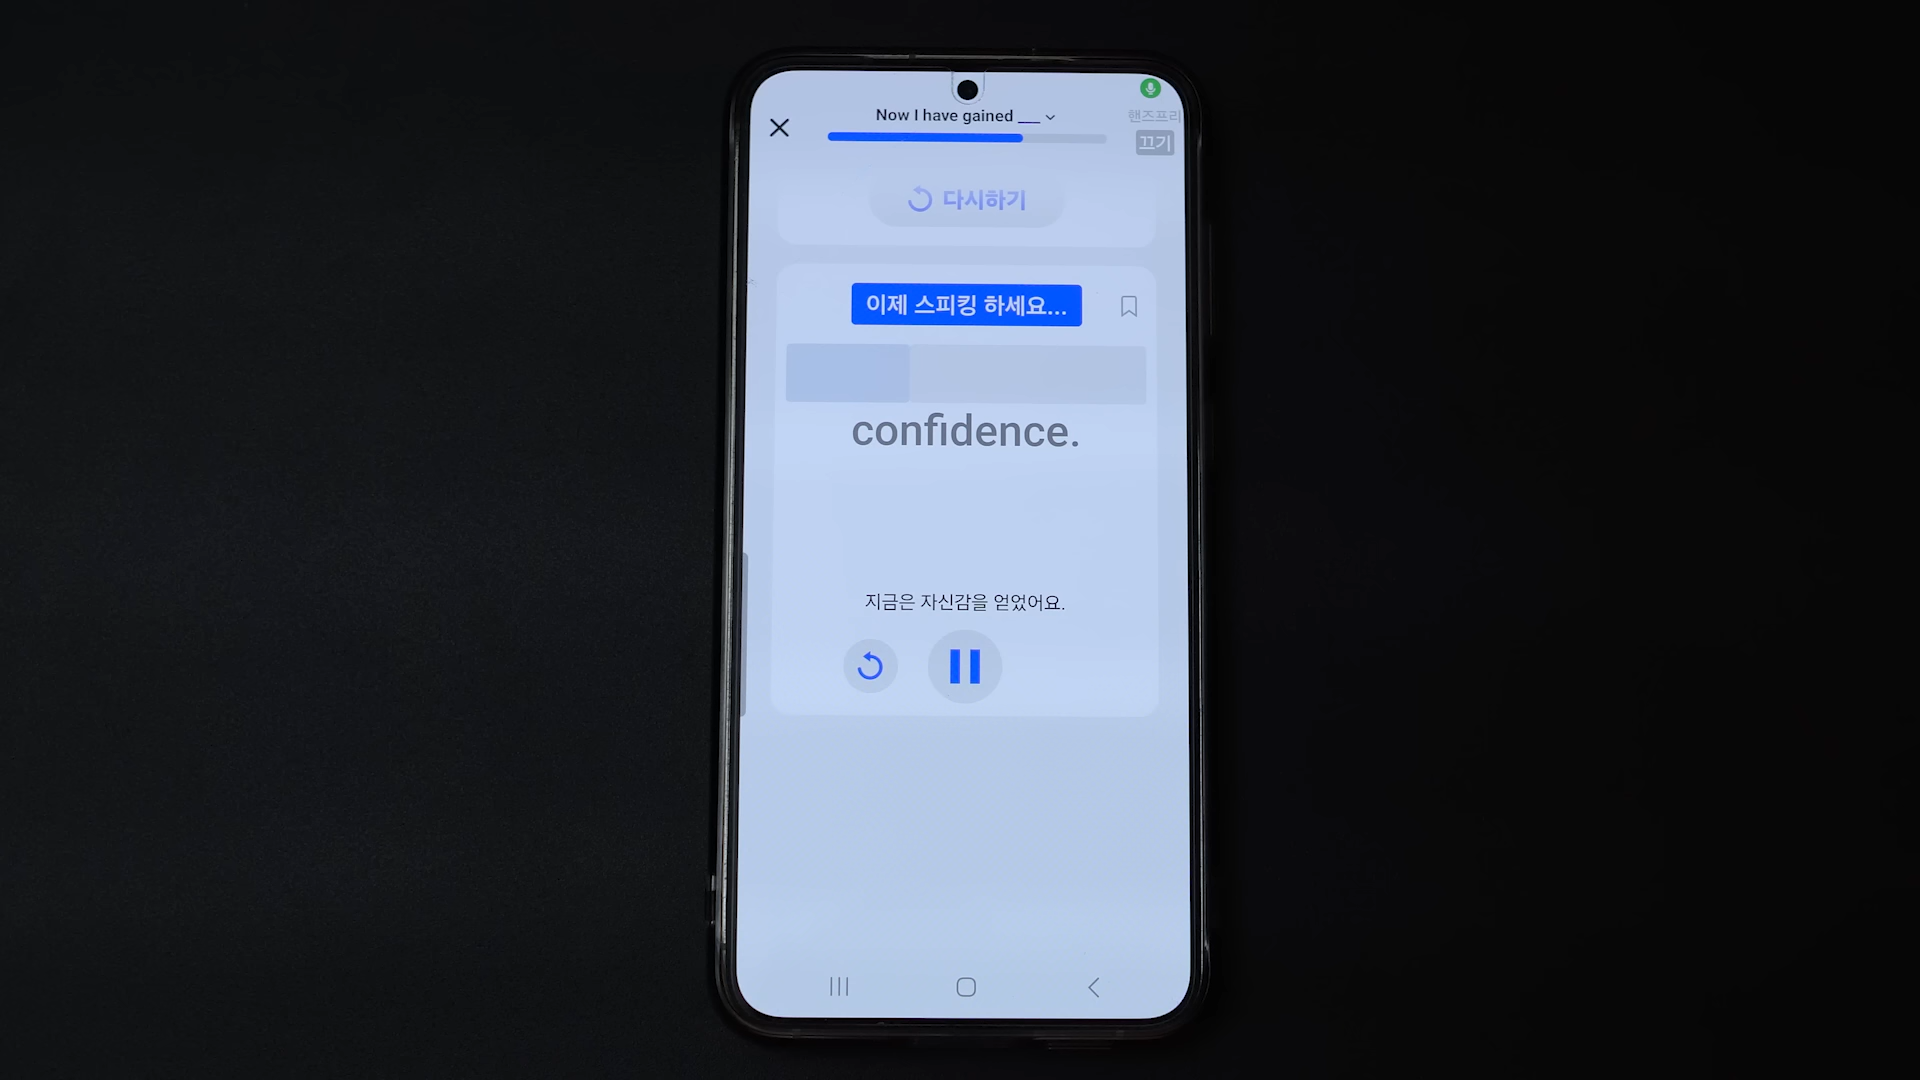 Now I have gained ___
핸즈프리
끄기
다시하기
이제 스피킹 하세요...
confidence.
지금은 자신감을 얻었어요.